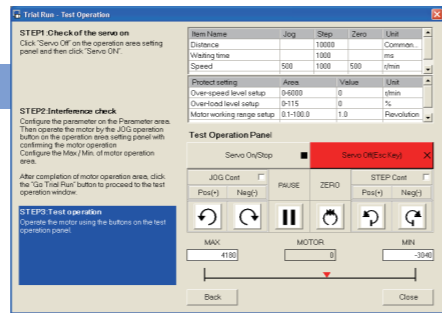 Trial Run - Test Operation
STEP1:Check of the servo on
Click "Servo Off" on the operation area setting
panel and then click "Servo ON".
STEP2:Interference check
Configure the parameter on the Parameter area.
Then operate the motor by the JOG operation
button on the operation area setting panel with
confirming the motor operation
Configure the Max./Min. of motor operation
area.
After completion of motor operation area, click
the "Go Trial Run" button to proceed to the test
operation window.
STEP3:Test operation
Operate the motor using the buttons on the test
operation panel.
Item Name Jog Step Zero Unit
Distance 10000 Comman...
Waiting time 1000 ms
Speed 500 1000 500 r/min
Protect setting Area Value Unit
Over-speed level setup 0-6000 0 r/min
Over-load level setup 0-115 0 %
Motor working range setup 0.1-100.0 1.0 Revolution
Test Operation Panel
Servo On/Stop
Servo Off(Esc Key)
JOG Cont
PAUSE
ZERO
STEP Cont
Pos(+) Neg(-)
Pos(+) Neg(-)
MAX MOTOR MIN
4180 0 -3840
Back
Close